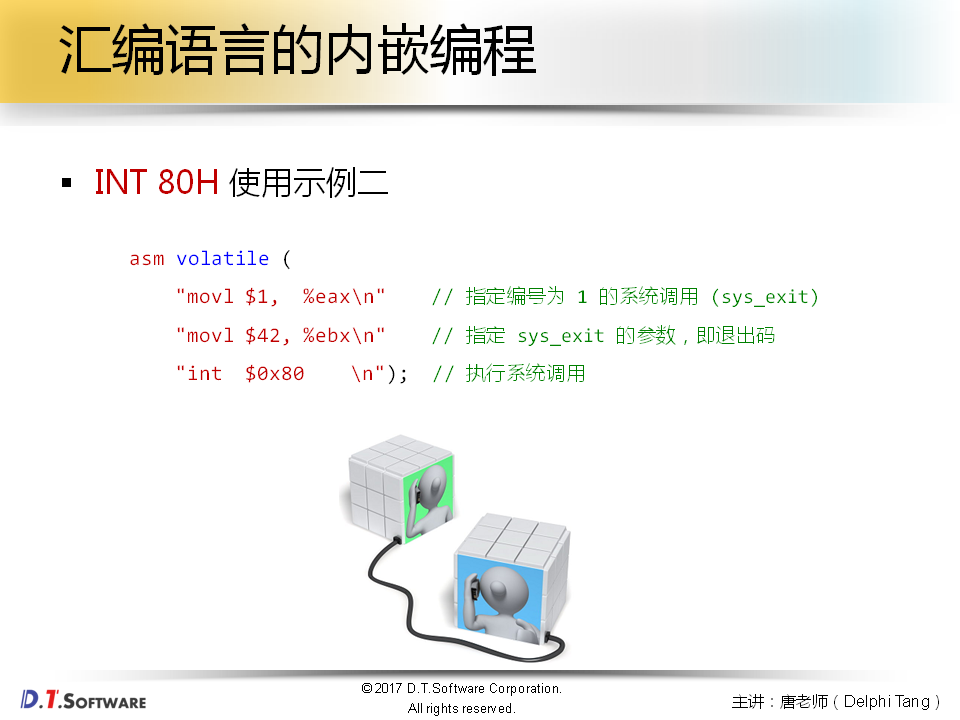 汇编语言的内嵌编程
▪ INT 80H 使用示例二
asm volatile (
"movl $1,  %eax\n"    // 指定编号为 1 的系统调用 (sys_exit)
"movl $42, %ebx\n"    // 指定 sys_exit 的参数，即退出码
"int  $0x80    \n");  // 执行系统调用
D.T.SOFTWARE
©2017 D.T.Software Corporation.
All rights reserved.
主讲：唐老师（Delphi Tang）